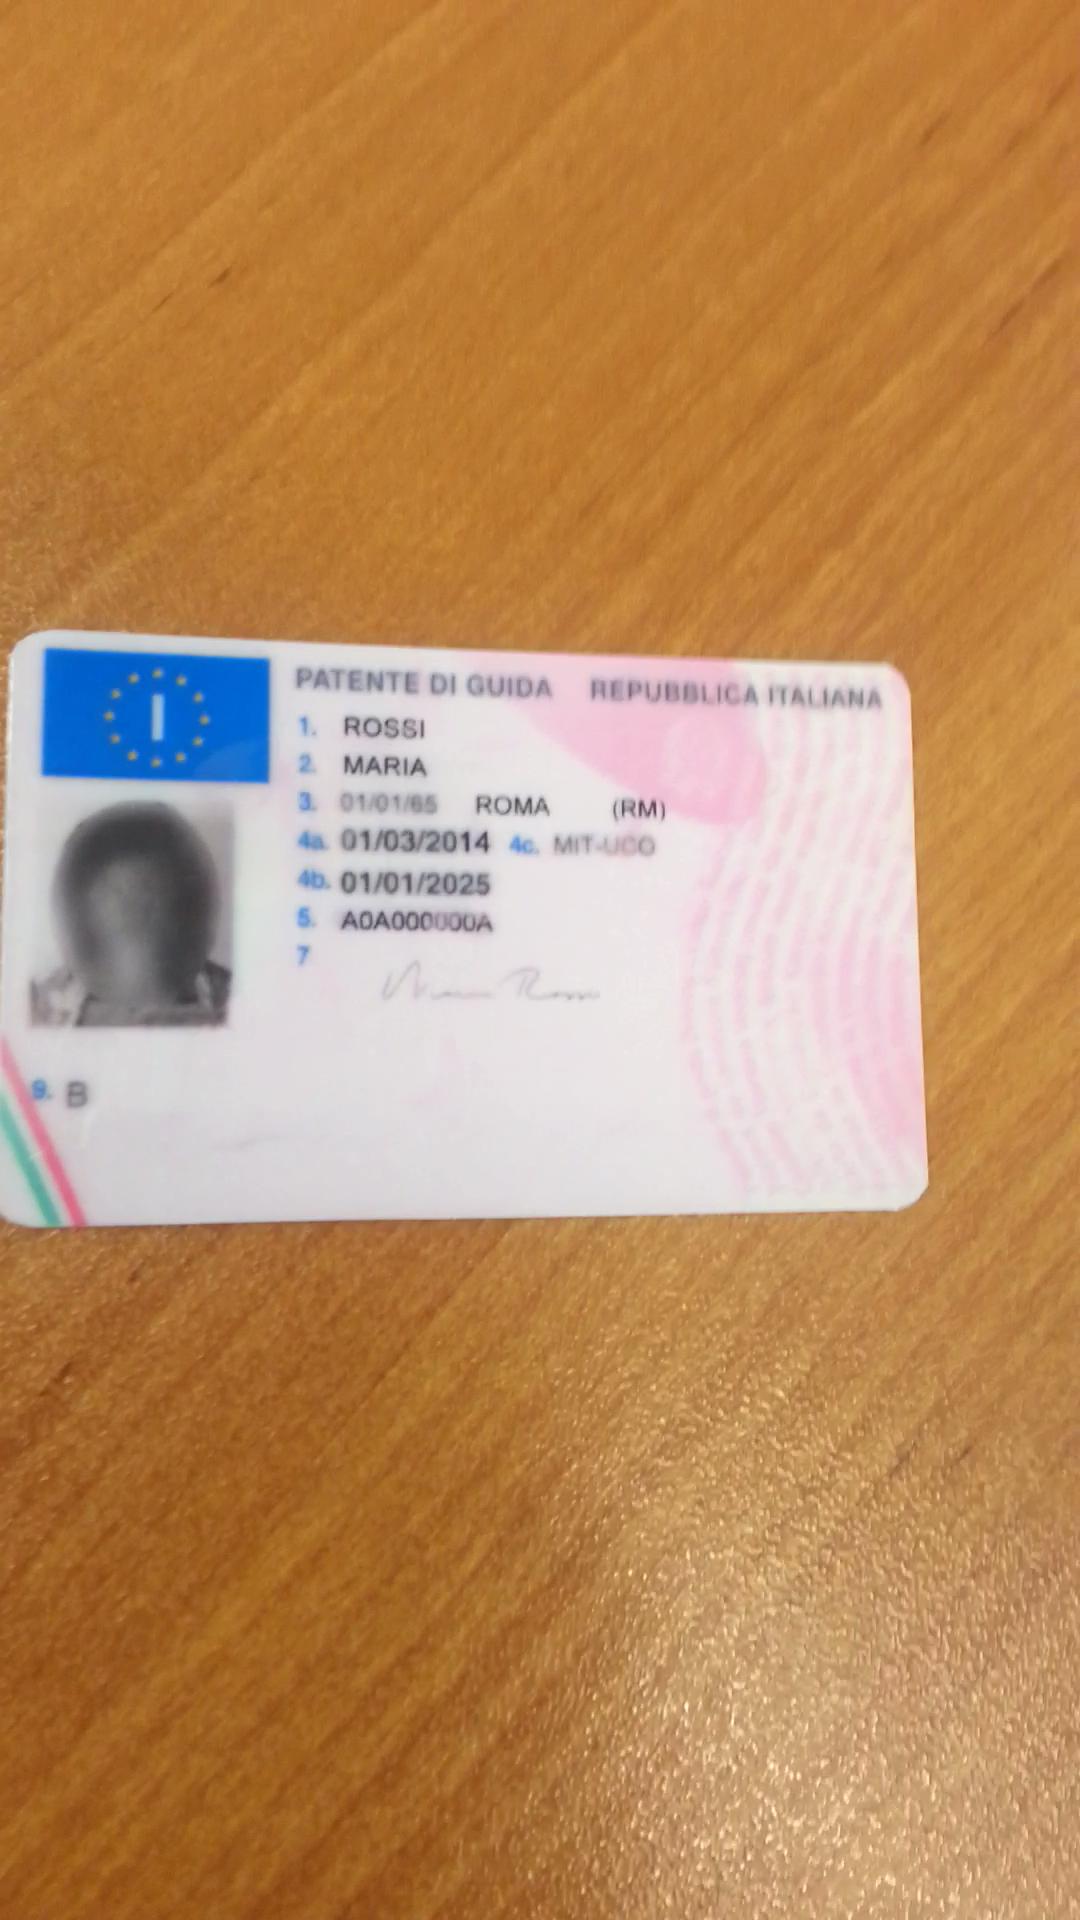 I
PATENTE DI GUIDA REPUBBLICA ITALIANA
1. ROSSI
2. MARIA
3. 01/01/65 ROMA (RM)
4a. 01/03/2014 4c. MIT-UCO
4b. 01/01/2025
5. A0A000000A
7
Maria Rossi
9. B